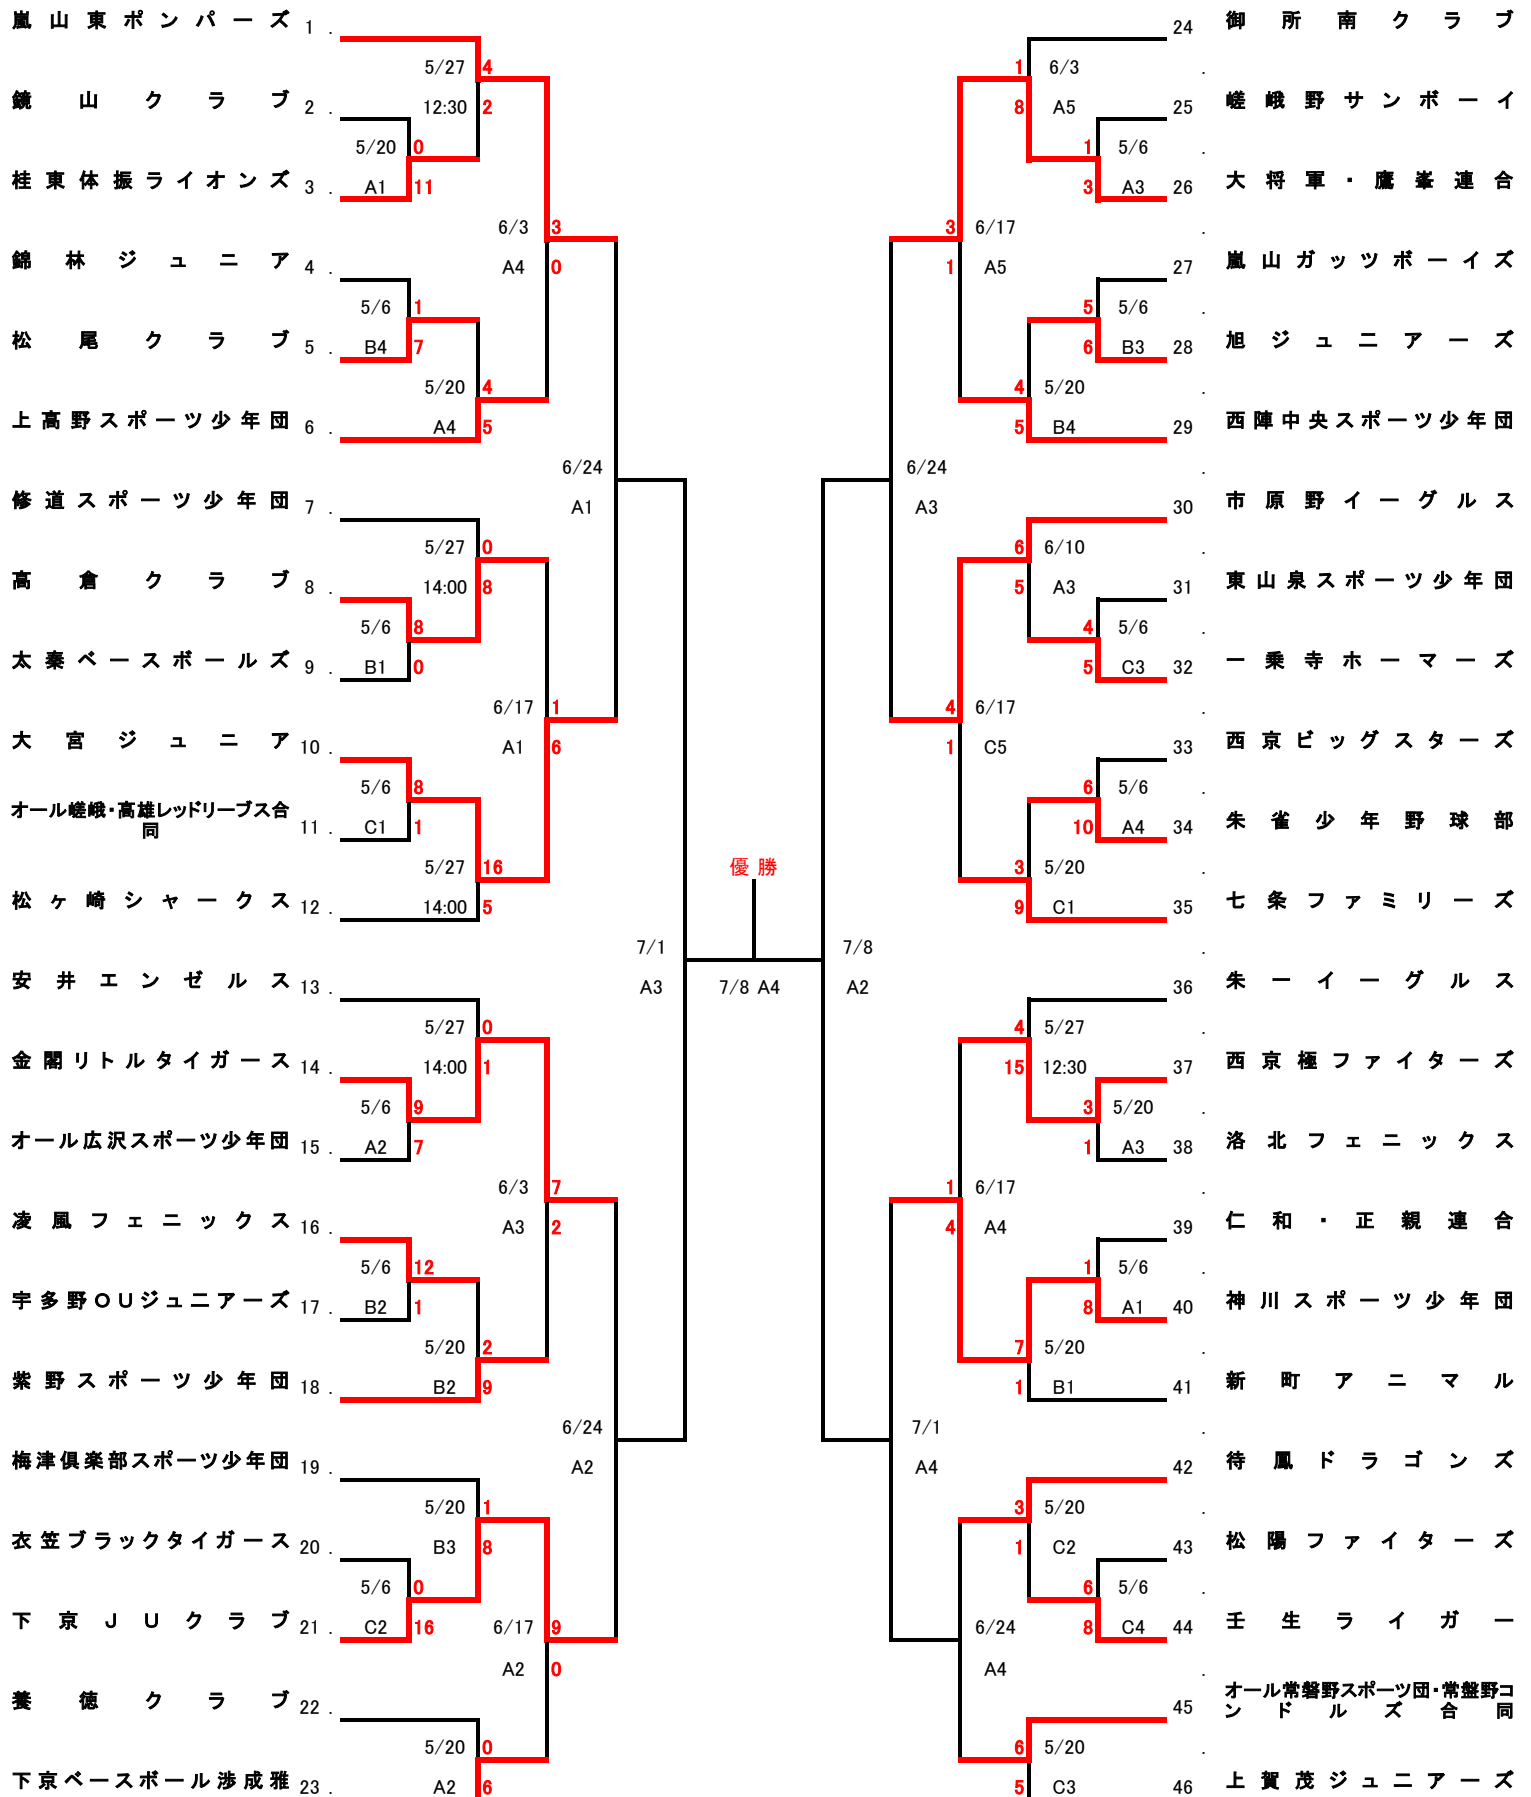 嵐山東ポンパーズ 1 .
24 御所南クラブ
5/27 4
1 6/3
.
鏡山クラブ 2 .
12:30 2
8 A5
25 嵯峨野サンボーイ
5/20 0
1 5/6
.
桂東体振ライオンズ 3 .
A1 11
3 A3
26 大将軍・鷹峯連合
6/3 3
3 6/17
.
錦林ジュニア 4 .
A4 0
1 A5
27 嵐山ガッツボーイズ
5/6 1
5 5/6
.
松尾クラブ 5 .
B4 7
6 B3
28 旭ジュニアーズ
5/20 4
4 5/20
.
上高野スポーツ少年団 6 .
A4 5
5 B4
29 西陣中央スポーツ少年団
6/24
6/24
.
修道スポーツ少年団 7 .
A1
A3
30 市原野イーグルス
5/27 0
6 6/10
.
高倉クラブ 8 .
14:00 8
5 A3
31 東山泉スポーツ少年団
5/6 8
4 5/6
.
太秦ベースボールズ 9 .
B1 0
5 C3
32 一乗寺ホーマーズ
6/17 1
4 6/17
.
大宮ジュニア 10 .
A1 6
1 C5
33 西京ビッグスターズ
5/6 8
6 5/6
.
オール嵯峨・高雄レッドリーブス合
同
11 .
C1 1
10 A4
34 朱雀少年野球部
5/27 16
優勝
3 5/20
.
松ヶ崎シャークス 12 .
14:00 5
9 C1
35 七条ファミリーズ
7/1
7/8
.
安井エンゼルス 13 .
A3
7/8 A4
A2
36 朱一イーグルス
5/27 0
4 5/27
.
金閣リトルタイガース 14 .
14:00 1
15 12:30
37 西京極ファイターズ
5/6 9
3 5/20
.
オール広沢スポーツ少年団 15 .
A2 7
1 A3
38 洛北フェニックス
6/3 7
1 6/17
.
凌風フェニックス 16 .
A3 2
4 A4
39 仁和・正親連合
5/6 12
1 5/6
.
宇多野OUジュニアーズ 17 .
B2 1
8 A1
40 神川スポーツ少年団
5/20 2
7 5/20
.
紫野スポーツ少年団 18 .
B2 9
1 B1
41 新町アニマル
6/24
7/1
.
梅津倶楽部スポーツ少年団 19 .
A2
A4
42 待鳳ドラゴンズ
5/20 1
3 5/20
.
衣笠ブラックタイガース 20 .
B3 8
1 C2
43 松陽ファイターズ
5/6 0
6 5/6
.
下京JUクラブ 21 .
C2 16
6/17 9
6/24
8 C4
44 壬生ライガー
A2 0
A4
.
養徳クラブ 22 .
45 オール常磐野スポーツ団・常盤野コ
ンドルズ合同
5/20 0
6 5/20
.
下京ベースボール渉成雅 23 .
A2 6
5 C3
46 上賀茂ジュニアーズ